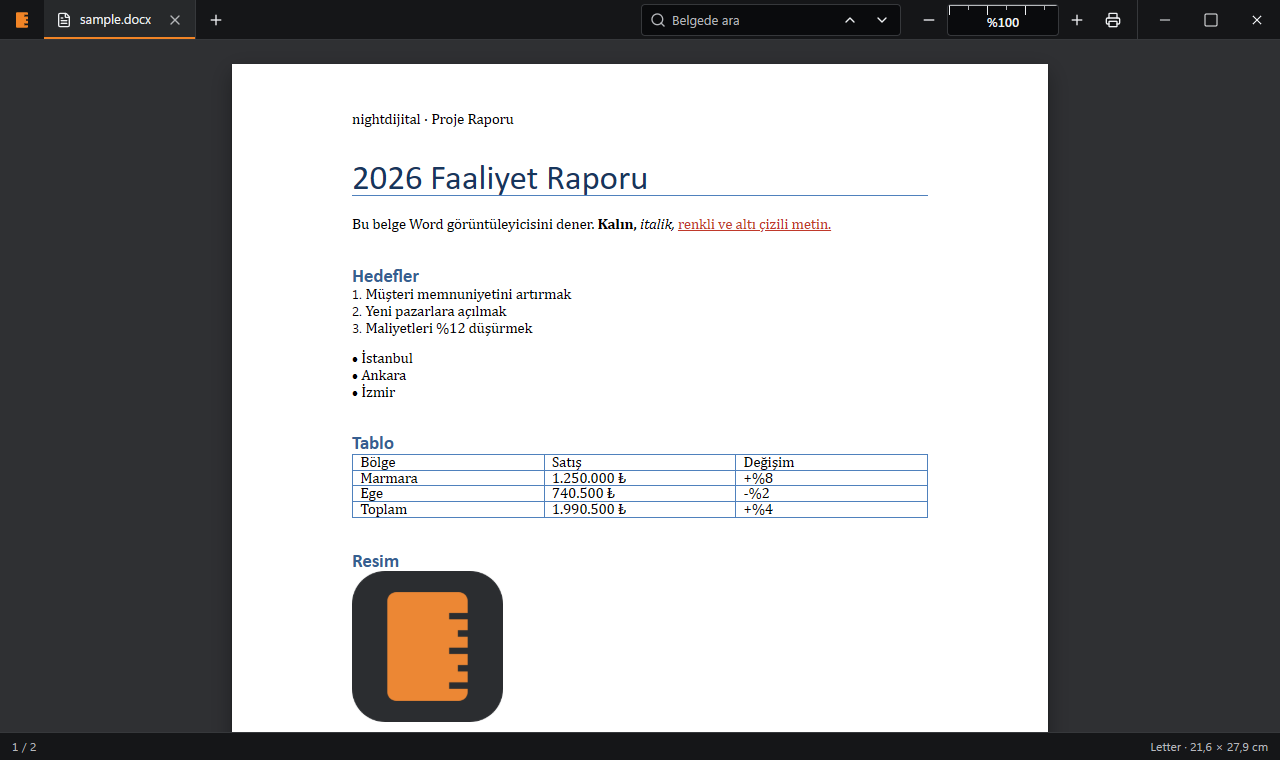 sample.docx
Belgede ara
%100
nightdijital · Proje Raporu
2026 Faaliyet Raporu
Bu belge Word görüntüleyicisini dener. Kalın, italik, renkli ve altı çizili metin.
Hedefler
1. Müşteri memnuniyetini artırmak
2. Yeni pazarlara açılmak
3. Maliyetleri %12 düşürmek
• İstanbul
• Ankara
• İzmir
Tablo
Bölge Satış Değişim
Marmara 1.250.000 ₺ +%8
Ege 740.500 ₺ -%2
Toplam 1.990.500 ₺ +%4
Resim
1 / 2
Letter · 21,6 × 27,9 cm